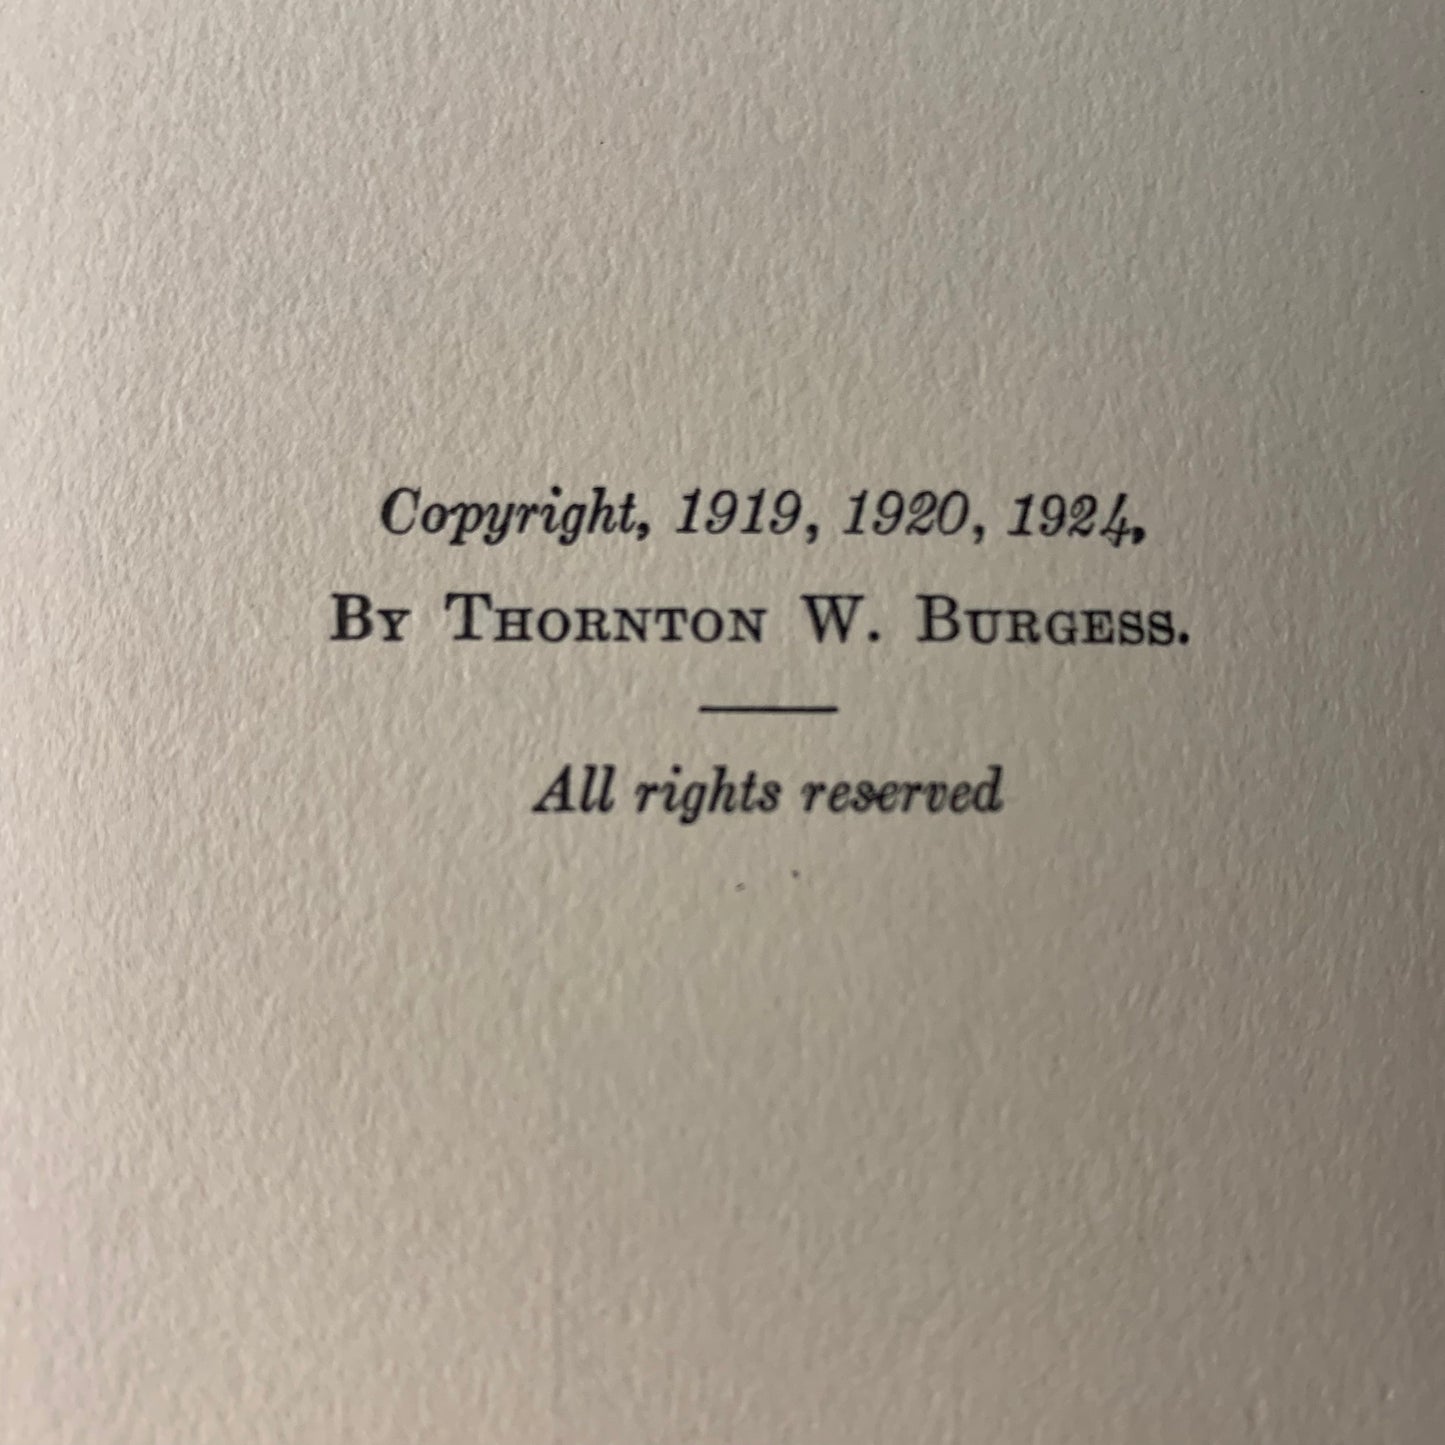 Copyright, 1919, 1920, 1924,
By Thornton W. Burgess.
All rights reserved